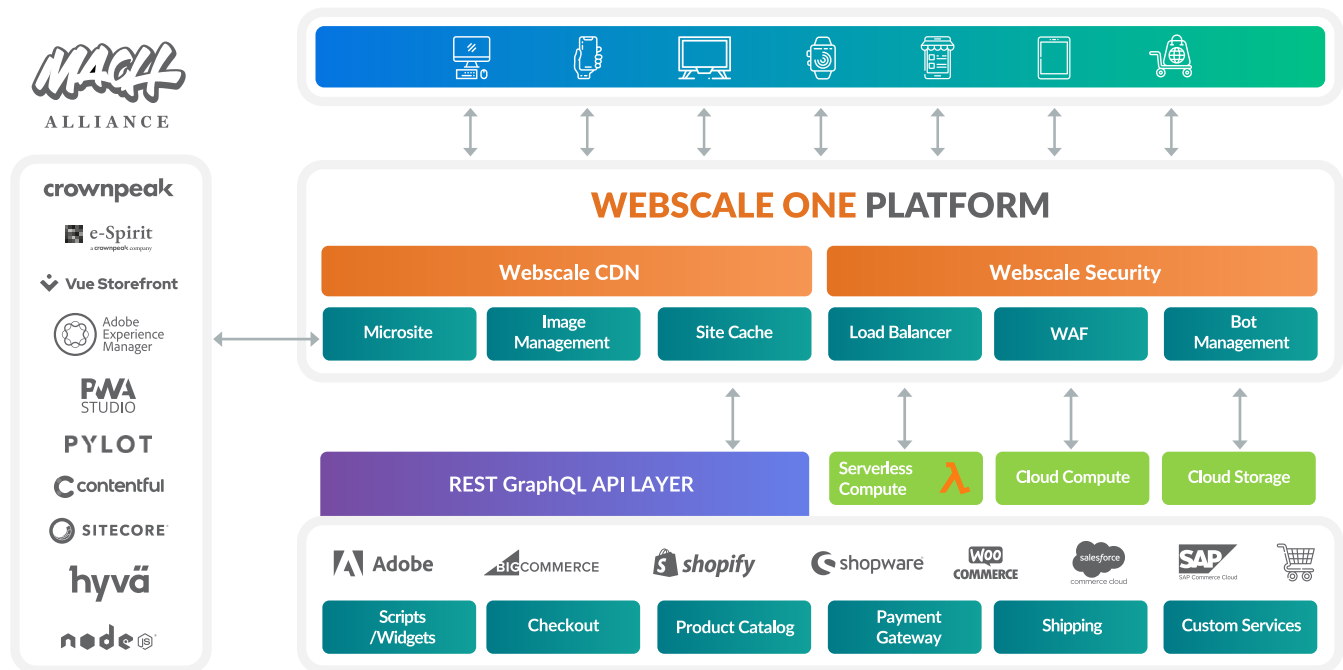 MACH
ALLIANCE
crownpeak
e-Spirit
a crownpeak company
Vue Storefront
Adobe
Experience
Manager
PWA
STUDIO
PYLOT
contentful
SITECORE
hyvä
node JS
WEBSCALE ONE PLATFORM
Webscale CDN
Webscale Security
Microsite
Image
Management
Site Cache
Load Balancer
WAF
Bot
Management
REST GraphQL API LAYER
Serverless
Compute
λ
Cloud Compute
Cloud Storage
Adobe
BIGCOMMERCE
shopify
shopware
WOO
COMMERCE
salesforce
commerce cloud
SAP
SAP Commerce Cloud
Scripts
/Widgets
Checkout
Product Catalog
Payment
Gateway
Shipping
Custom Services